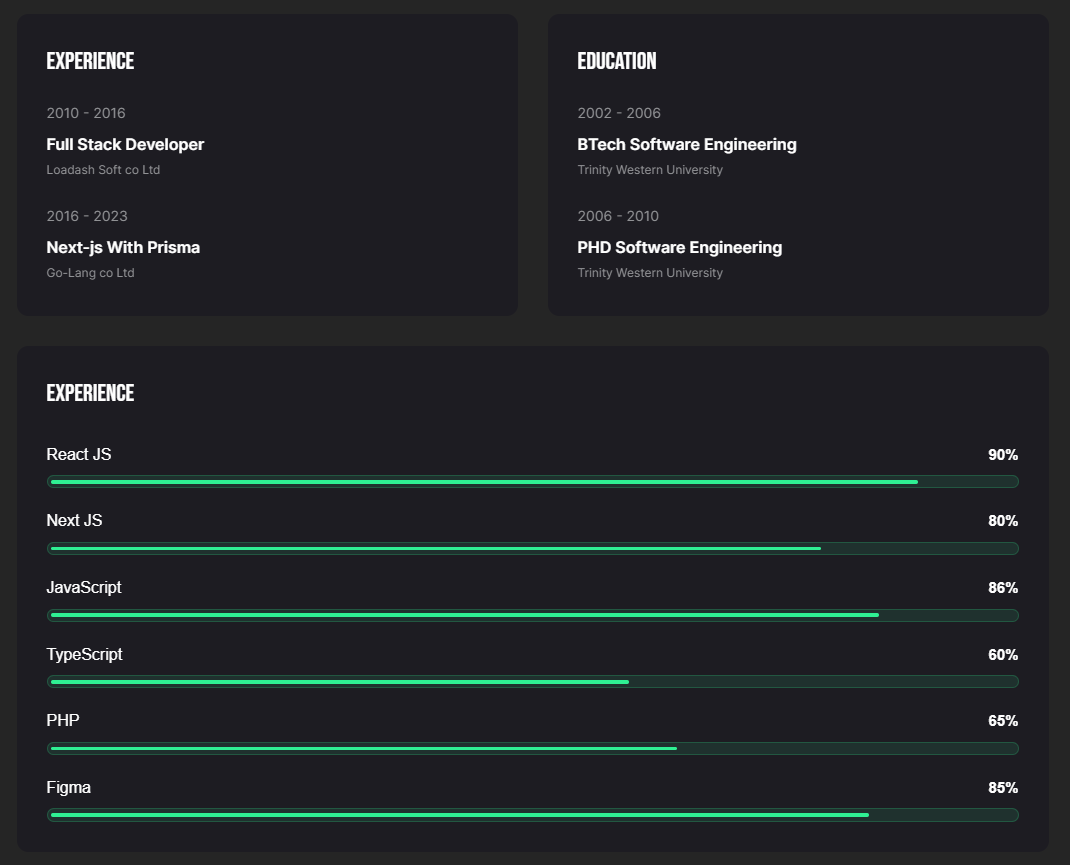 EXPERIENCE
2010 - 2016
Full Stack Developer
Loadash Soft co Ltd
2016 - 2023
Next-js With Prisma
Go-Lang co Ltd
EDUCATION
2002 - 2006
BTech Software Engineering
Trinity Western University
2006 - 2010
PHD Software Engineering
Trinity Western University
EXPERIENCE
React JS 90%
Next JS 80%
JavaScript 86%
TypeScript 60%
PHP 65%
Figma 85%